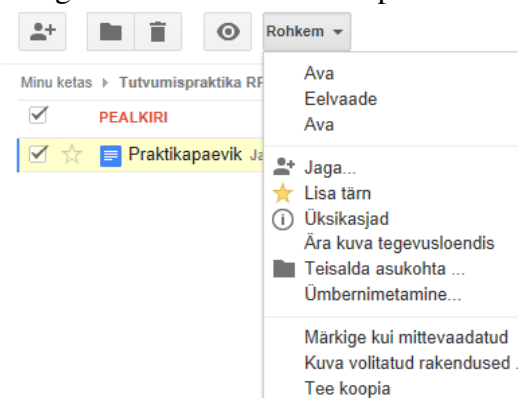 Rohkem
Minu ketas Tutvumispraktika
PEALKIRI
Praktikapaevik
Ava
Eelvaade
Ava
Jaga...
Lisa tärn
Üksikasjad
Ära kuva tegevusloendis
Teisalda asukohta ...
Ümbernimetamine...
Märkige kui mittevaadatud
Kuva volitatud rakendused .
Tee koopia